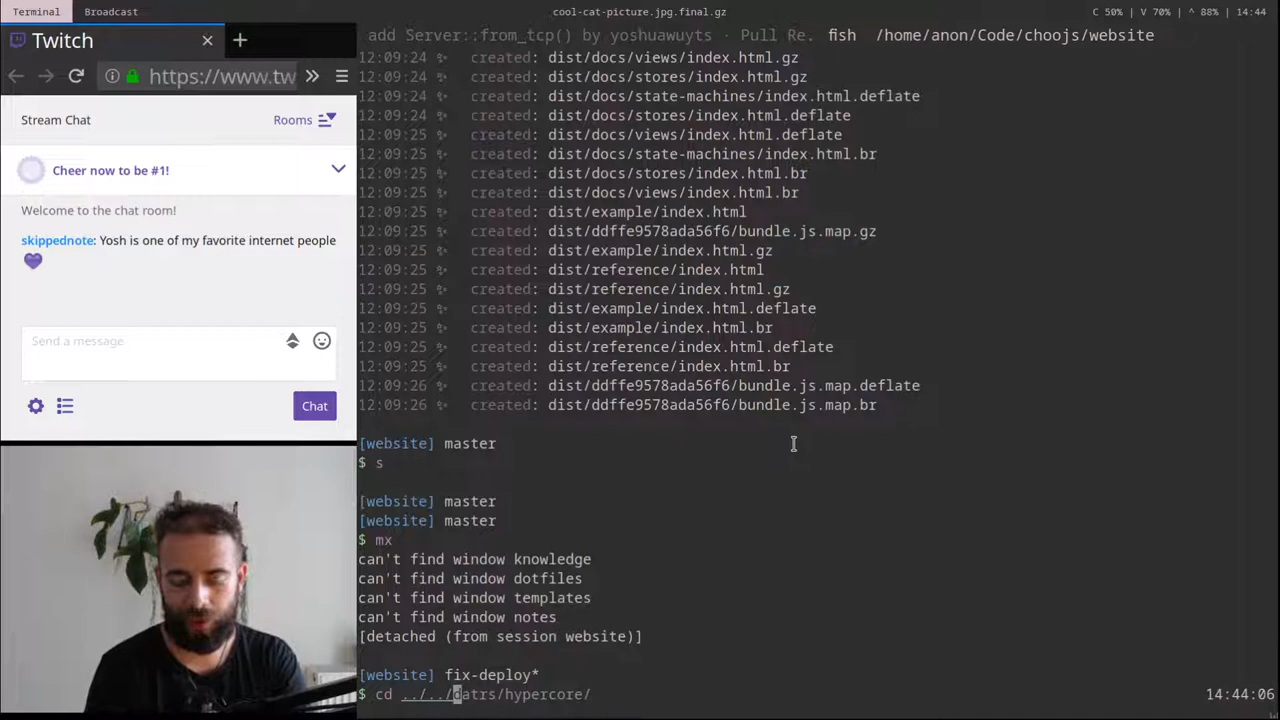 Terminal Broadcast cool-cat-picture.jpg.final.gz C 50% | V 70% | ^ 88% | 14:44
Twitch
add Server::from_tcp() by yoshuawuyts · Pull Re. fish /home/anon/Code/choojs/website
https://www.tw
Stream Chat Rooms
Cheer now to be #1!
Welcome to the chat room!
skippednote: Yosh is one of my favorite internet people
Send a message
Chat
12:09:24 created: dist/docs/views/index.html.gz
12:09:24 created: dist/docs/stores/index.html.gz
12:09:24 created: dist/docs/state-machines/index.html.deflate
12:09:24 created: dist/docs/stores/index.html.deflate
12:09:25 created: dist/docs/views/index.html.deflate
12:09:25 created: dist/docs/state-machines/index.html.br
12:09:25 created: dist/docs/stores/index.html.br
12:09:25 created: dist/docs/views/index.html.br
12:09:25 created: dist/example/index.html
12:09:25 created: dist/ddffe9578ada56f6/bundle.js.map.gz
12:09:25 created: dist/example/index.html.gz
12:09:25 created: dist/reference/index.html
12:09:25 created: dist/reference/index.html.gz
12:09:25 created: dist/example/index.html.deflate
12:09:25 created: dist/example/index.html.br
12:09:25 created: dist/reference/index.html.deflate
12:09:25 created: dist/reference/index.html.br
12:09:26 created: dist/ddffe9578ada56f6/bundle.js.map.deflate
12:09:26 created: dist/ddffe9578ada56f6/bundle.js.map.br
[website] master
$ s
[website] master
[website] master
$ mx
can't find window knowledge
can't find window dotfiles
can't find window templates
can't find window notes
[detached (from session website)]
[website] fix-deploy*
$ cd ../../datrs/hypercore/ 14:44:06